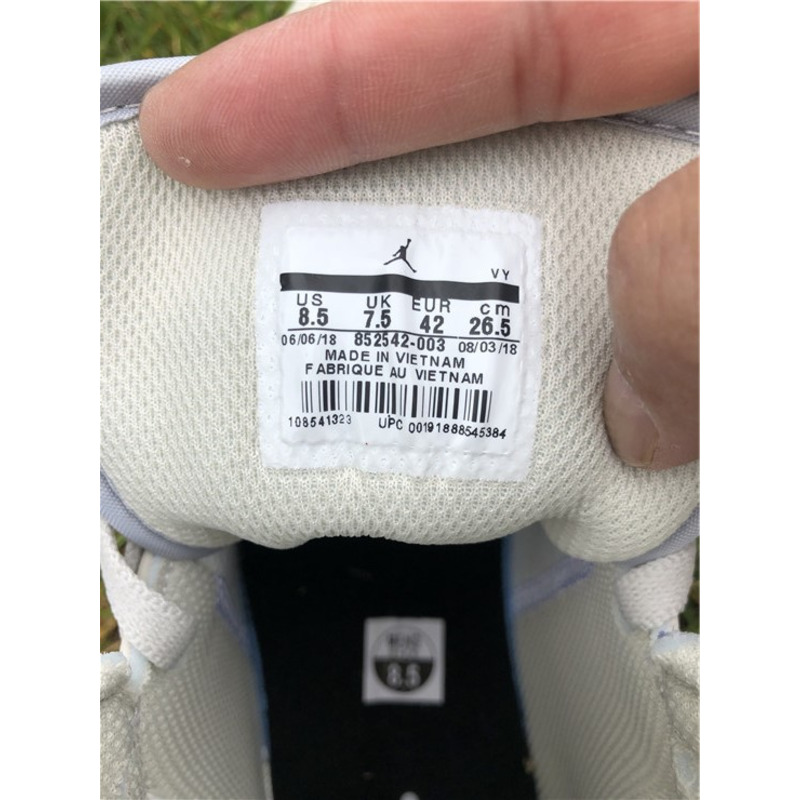 VY
US UK EUR cm
8.5 7.5 42 26.5
06/06/18 852542-003 08/03/18
MADE IN VIETNAM
FABRIQUE AU VIETNAM
108541323 UPC 00191888545384
8.5